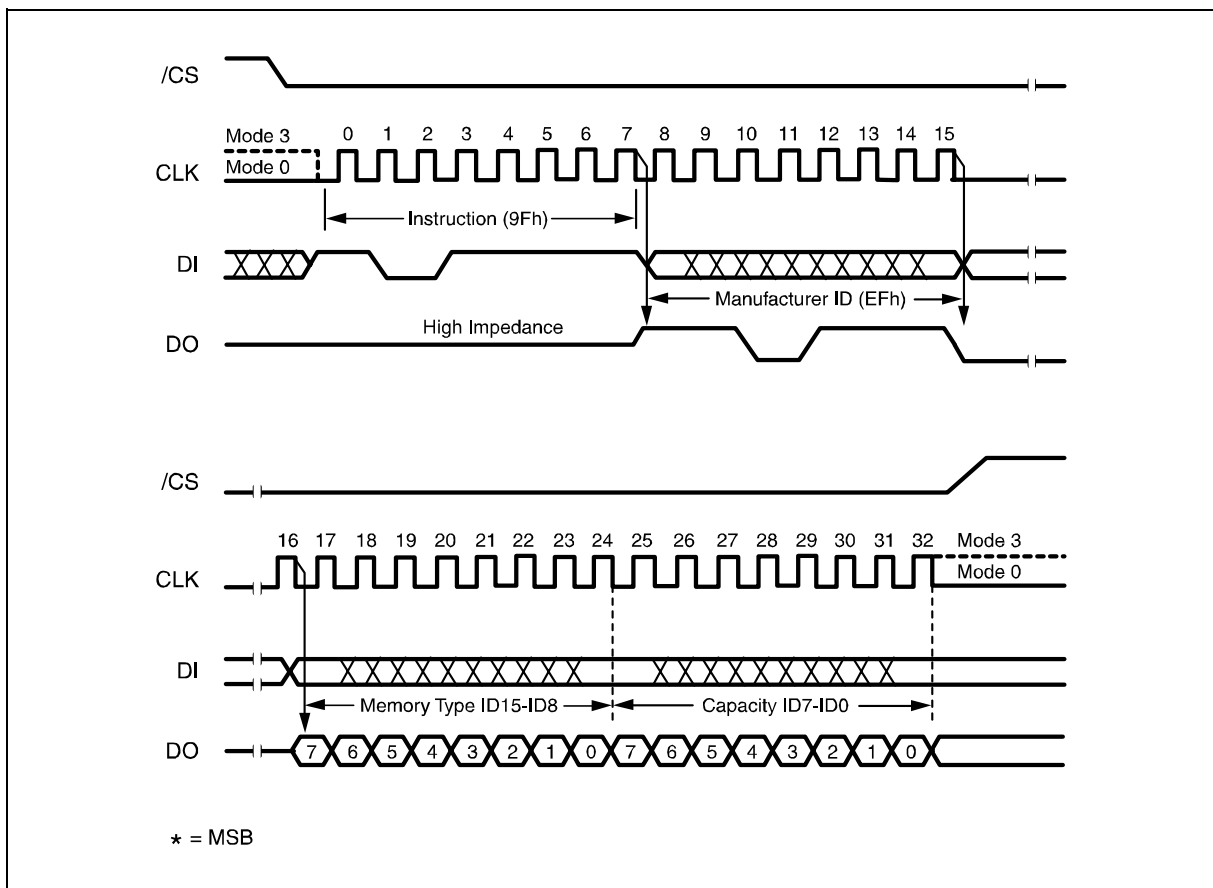 /CS
Mode 3
0 1 2 3 4 5 6 7 8 9 10 11 12 13 14 15
Mode 0
CLK
Instruction (9Fh)
DI
Manufacturer ID (EFh)
High Impedance
DO
/CS
16 17 18 19 20 21 22 23 24 25 26 27 28 29 30 31 32
Mode 3
CLK
Mode 0
DI
Memory Type ID15-ID8
Capacity ID7-ID0
DO
7 6 5 4 3 2 1 0 7 6 5 4 3 2 1 0
* = MSB